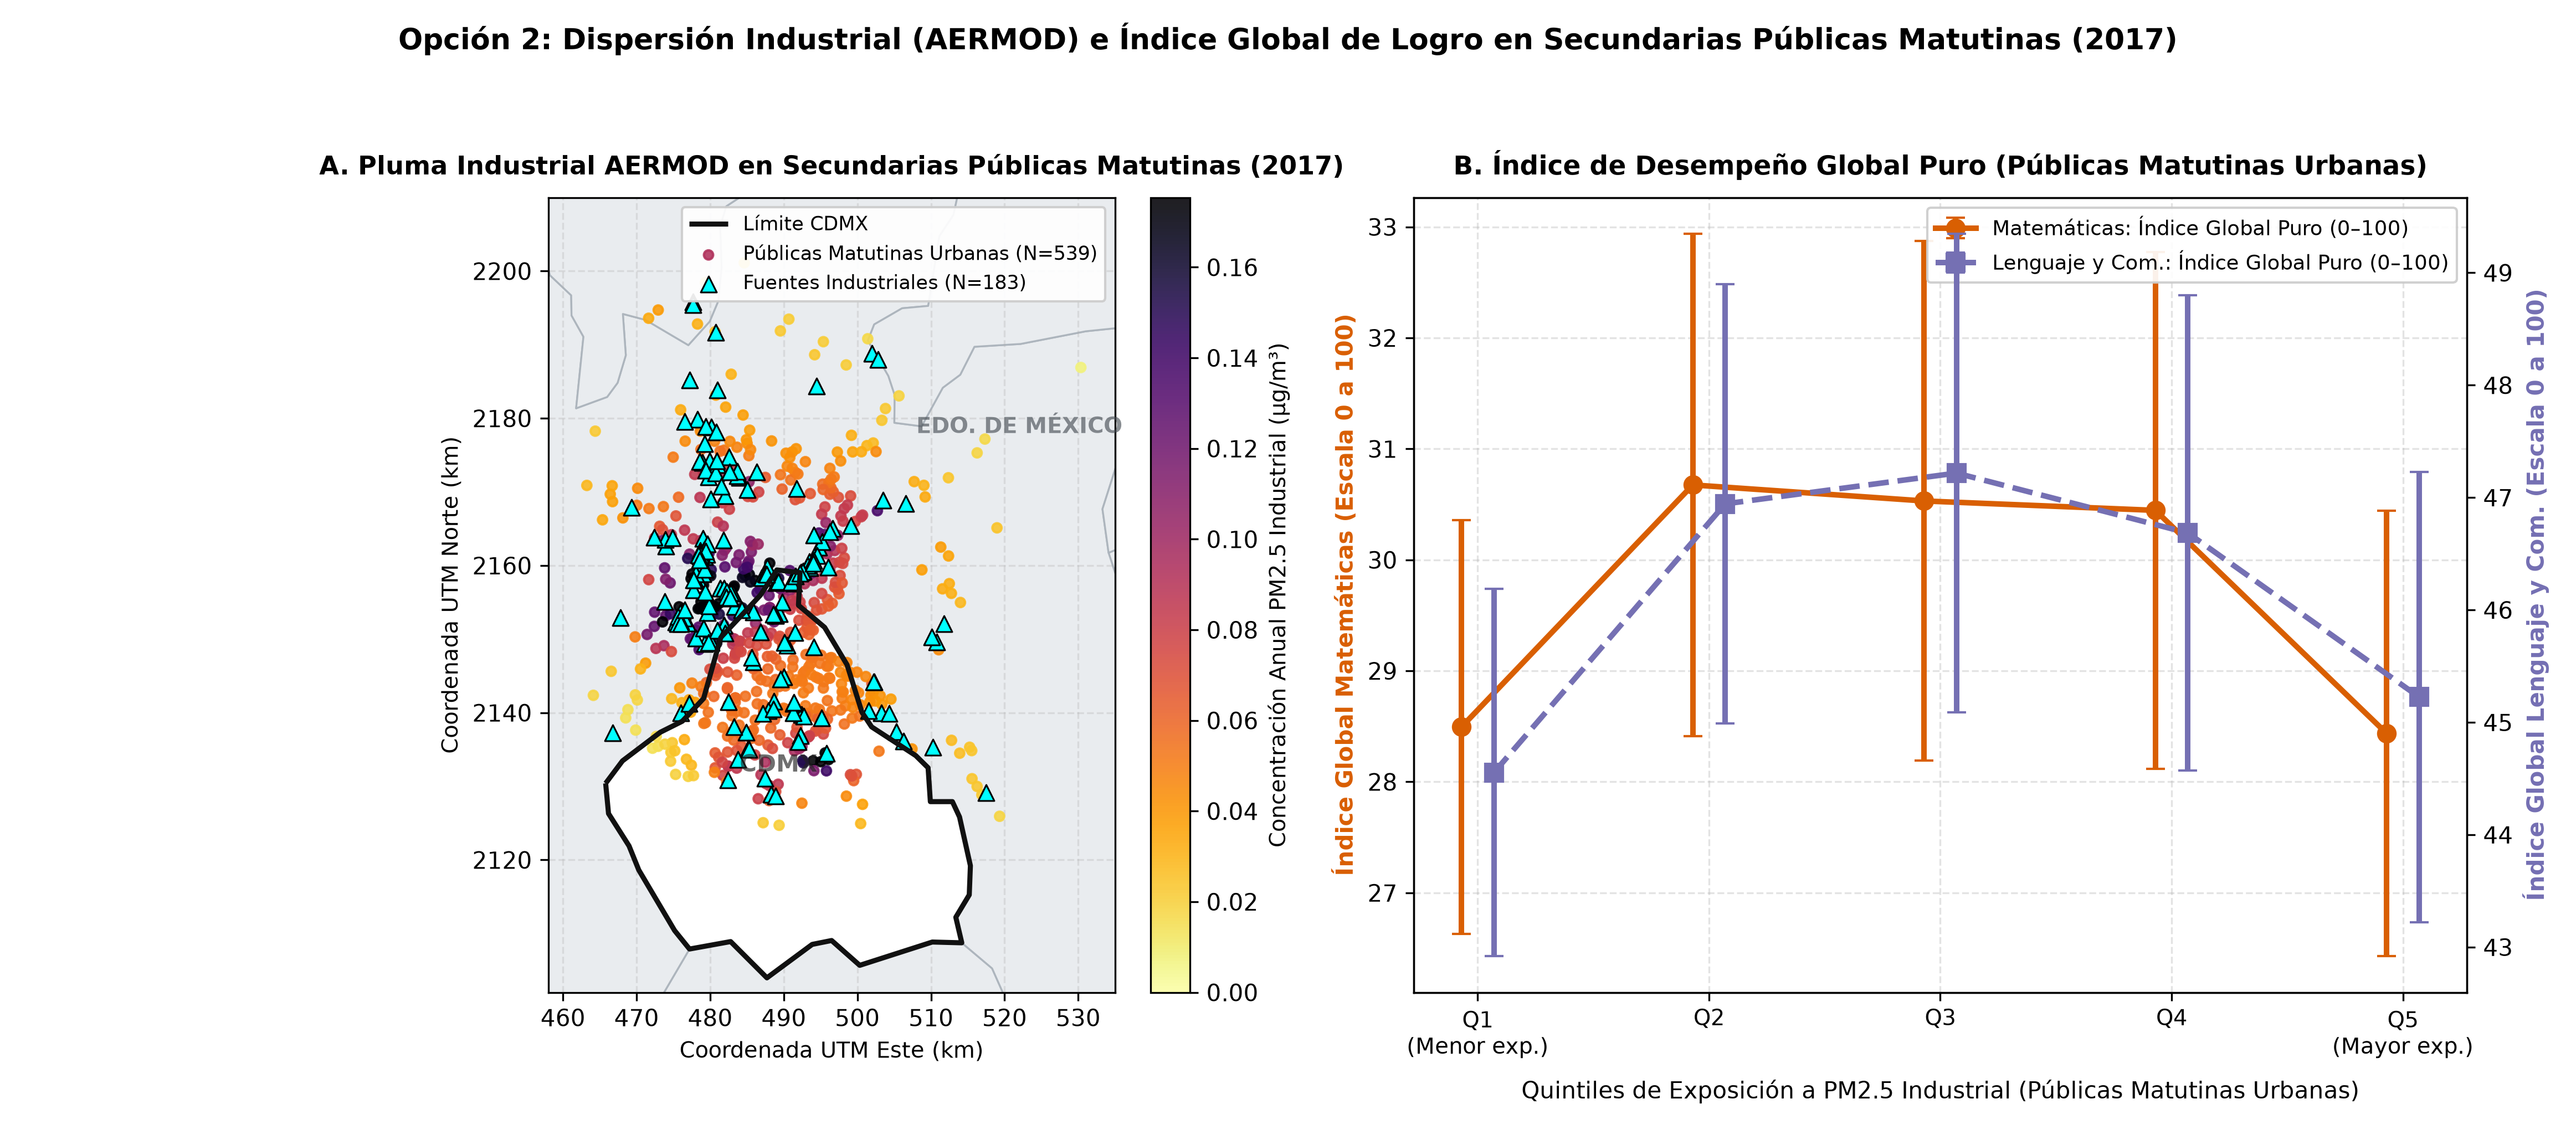 Opción 2: Dispersión Industrial (AERMOD) e Índice Global de Logro en Secundarias Públicas Matutinas (2017)
A. Pluma Industrial AERMOD en Secundarias Públicas Matutinas (2017)
Límite CDMX
Públicas Matutinas Urbanas (N=539)
Fuentes Industriales (N=183)
EDO. DE MÉXICO
CDMX
Coordenada UTM Norte (km)
2200
2180
2160
2140
2120
460 470 480 490 500 510 520 530
Coordenada UTM Este (km)
0.16
0.14
0.12
0.10
0.08
0.06
0.04
0.02
0.00
Concentración Anual PM2.5 Industrial (µg/m³)
B. Índice de Desempeño Global Puro (Públicas Matutinas Urbanas)
Matemáticas: Índice Global Puro (0–100)
Lenguaje y Com.: Índice Global Puro (0–100)
Índice Global Matemáticas (Escala 0 a 100)
33
32
31
30
29
28
27
49
48
47
46
45
44
43
Índice Global Lenguaje y Com. (Escala 0 a 100)
Q1 Q2 Q3 Q4 Q5
(Menor exp.) (Mayor exp.)
Quintiles de Exposición a PM2.5 Industrial (Públicas Matutinas Urbanas)